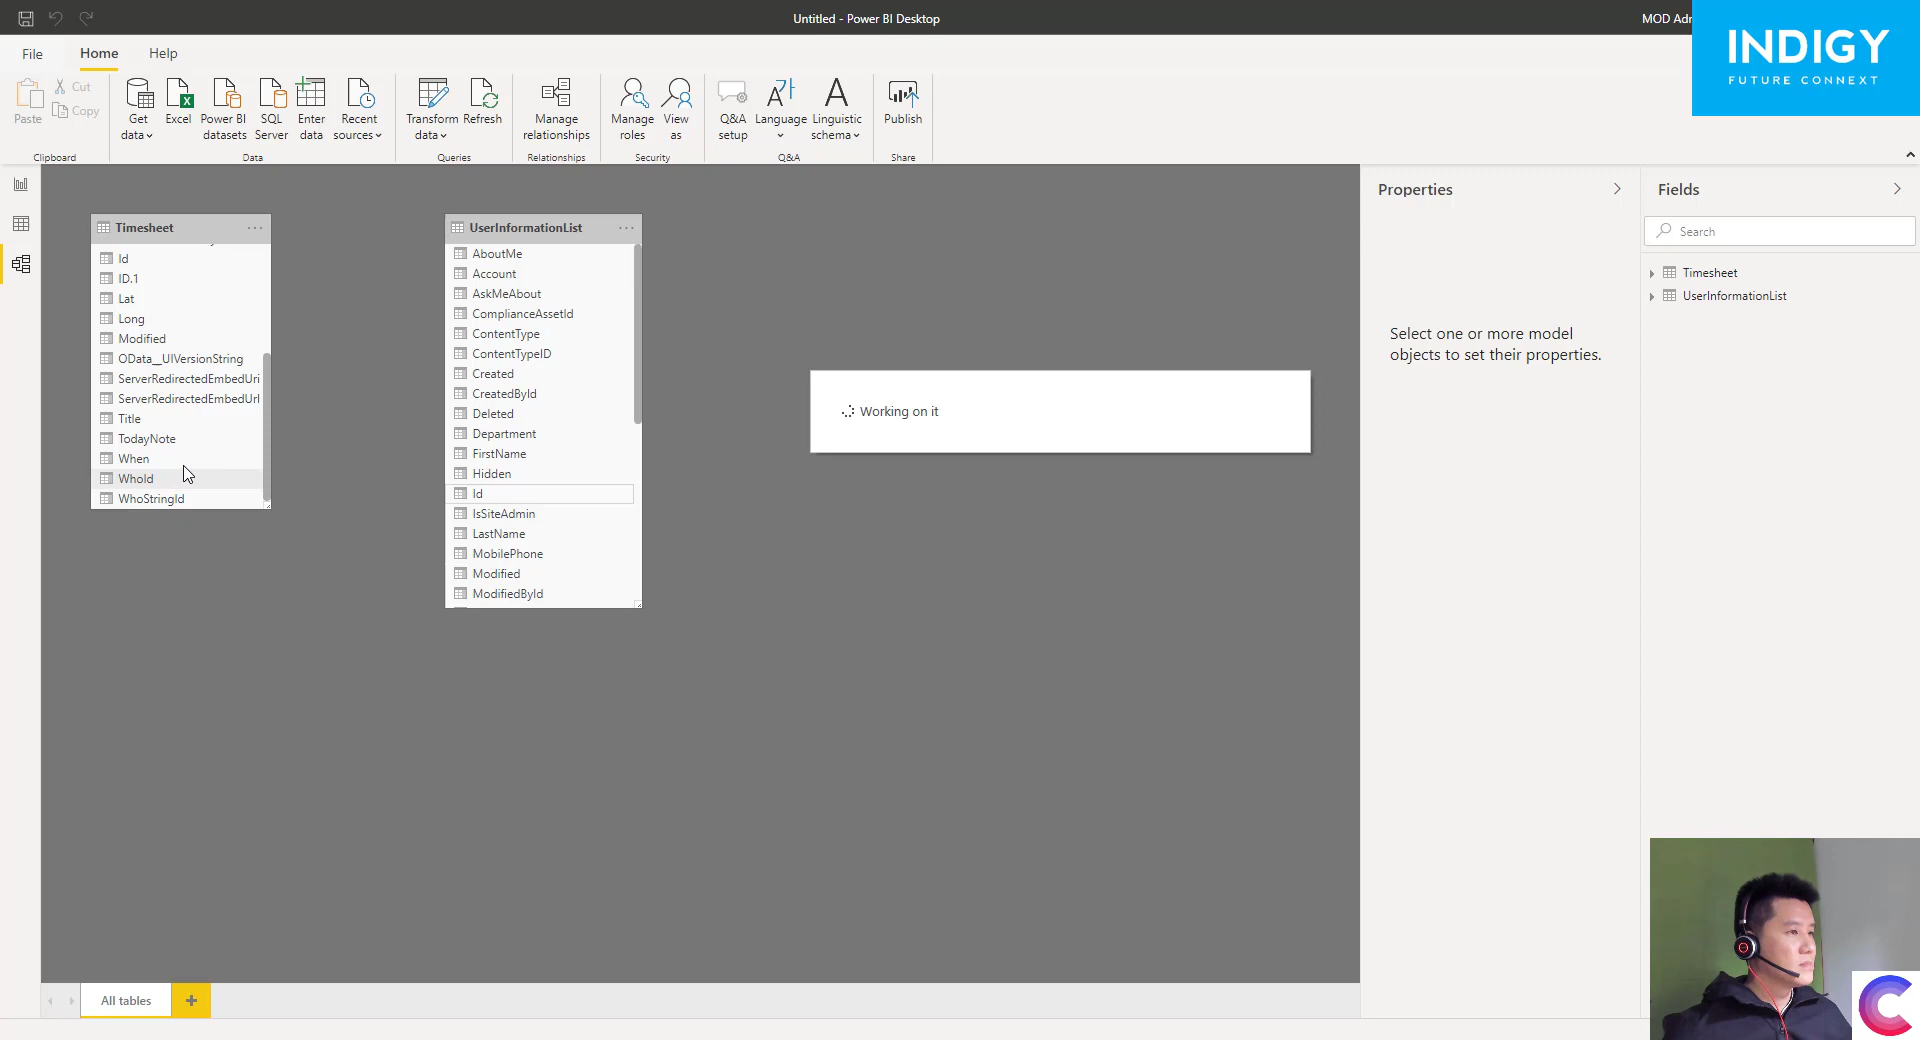 Untitled - Power BI Desktop
MOD Adm
INDIGY
FUTURE CONNEXT
File
Home
Help
Paste
Cut
Copy
Get
data
Excel
Power BI
datasets
SQL
Server
Enter
data
Recent
sources
Transform
data
Refresh
Manage
relationships
Manage
roles
View
as
Q&A
setup
Language
Linguistic
schema
Publish
Clipboard
Data
Queries
Relationships
Security
Q&A
Share
Timesheet
Id
ID.1
Lat
Long
Modified
OData__UIVersionString
ServerRedirectedEmbedUri
ServerRedirectedEmbedUrl
Title
TodayNote
When
WhoId
WhoStringId
UserInformationList
AboutMe
Account
AskMeAbout
ComplianceAssetId
ContentType
ContentTypeID
Created
CreatedById
Deleted
Department
FirstName
Hidden
Id
IsSiteAdmin
LastName
MobilePhone
Modified
ModifiedById
Working on it
Properties
Select one or more model
objects to set their properties.
Fields
Search
Timesheet
UserInformationList
All tables